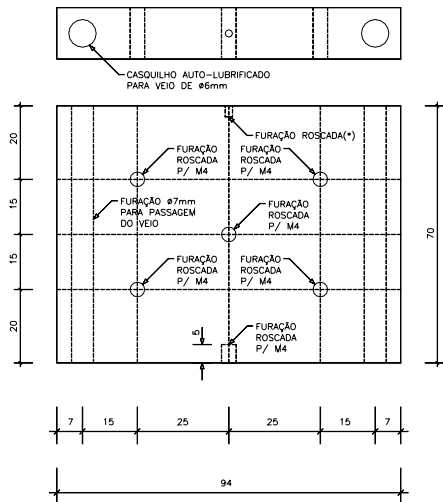 CASQUILHO AUTO-LUBRIFICADO
PARA VEIO DE ø6mm
FURAÇÃO ROSCADA(*)
FURAÇÃO
ROSCADA
P/ M4
FURAÇÃO
ROSCADA
P/ M4
FURAÇÃO ø7mm
PARA PASSAGEM
DO VEIO
FURAÇÃO
ROSCADA
P/ M4
FURAÇÃO
ROSCADA
P/ M4
FURAÇÃO
ROSCADA
P/ M4
FURAÇÃO
ROSCADA
P/ M4
20
15
15
20
70
5
7
15
25
25
15
7
94